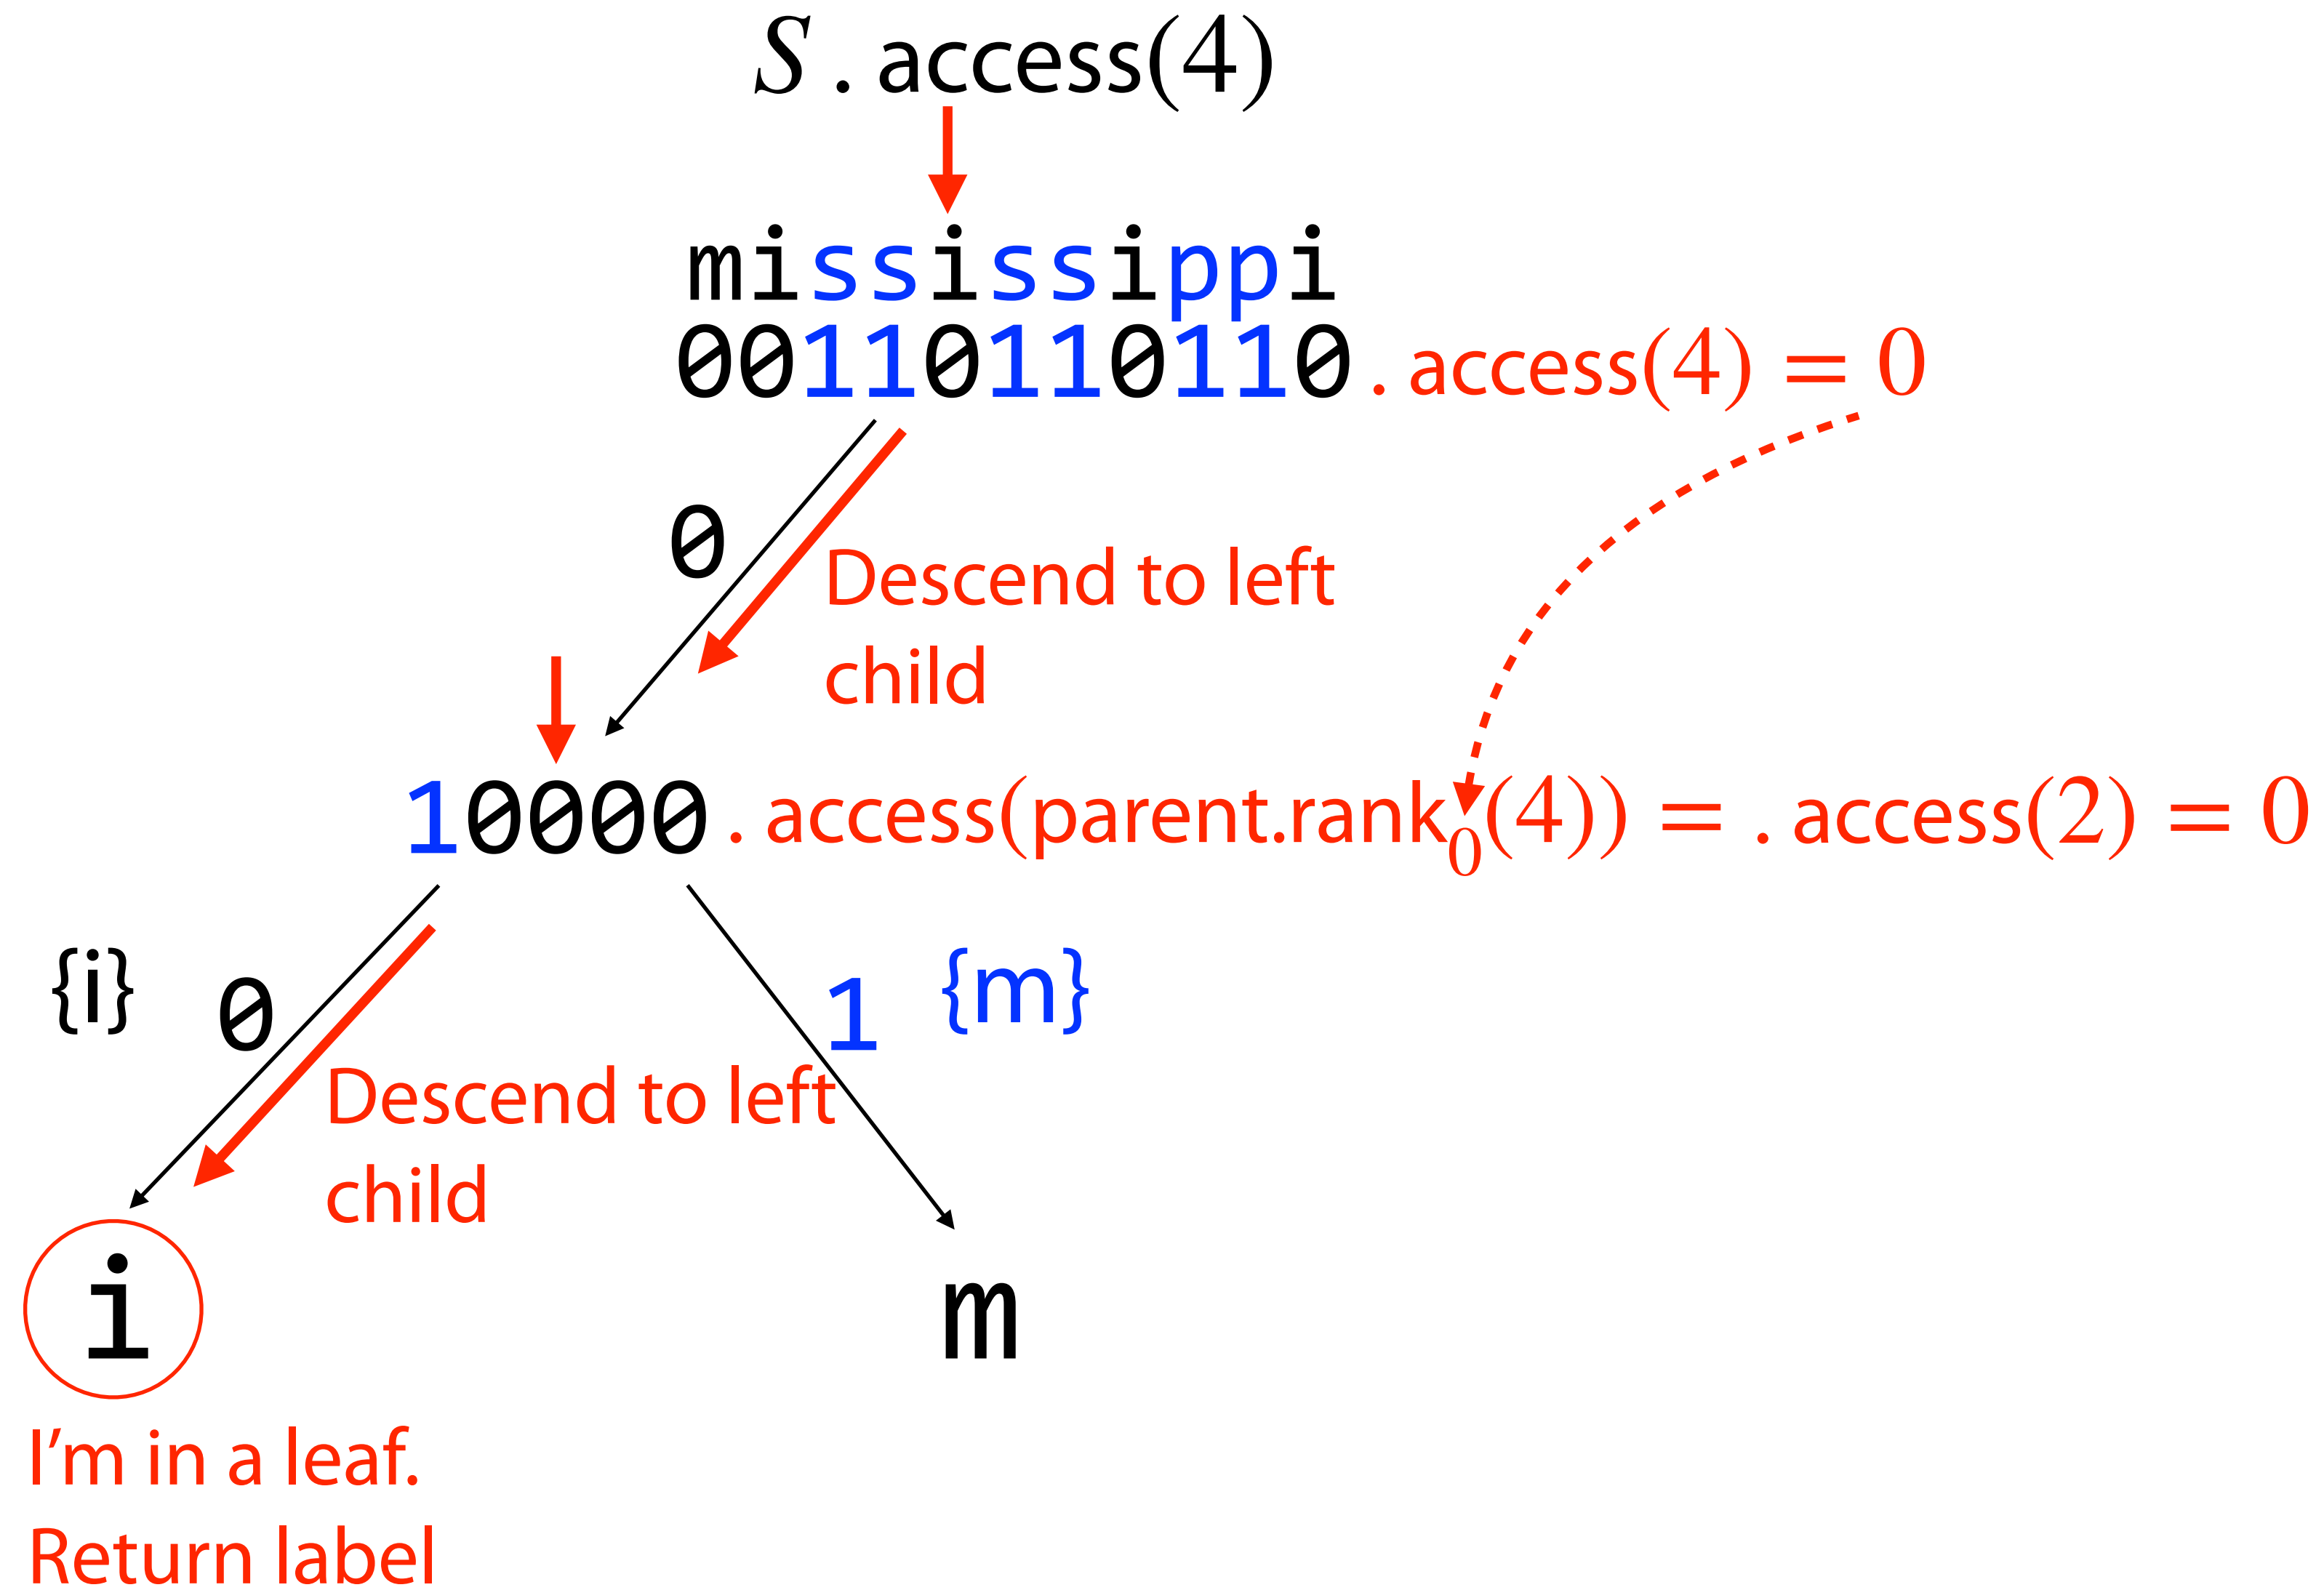 S.access(4)
mississippi
00110110110.access(4) = 0
0
Descend to left
child
10000.access(parent.rank0(4)) = .access(2) = 0
{i}
0
1
{m}
Descend to left
child
i
m
I'm in a leaf.
Return label